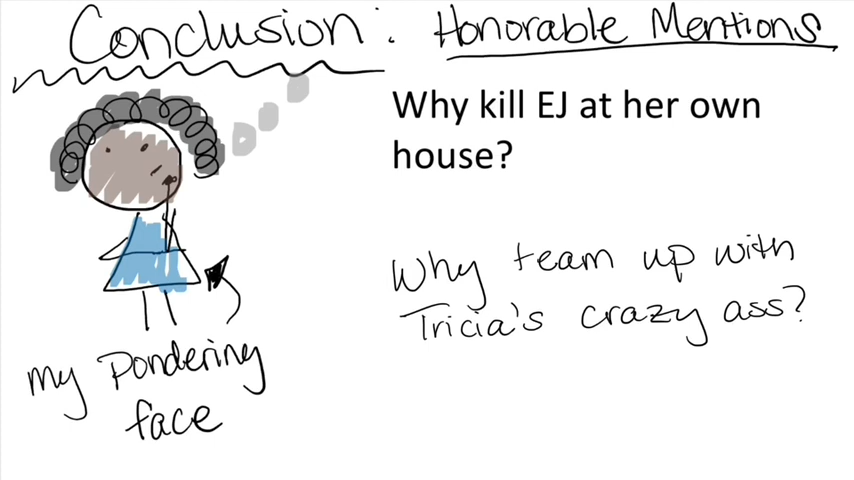 Conclusion: Honorable Mentions
Why kill EJ at her own
house?
Why team up with
Tricia's crazy ass?
my Pondering
face